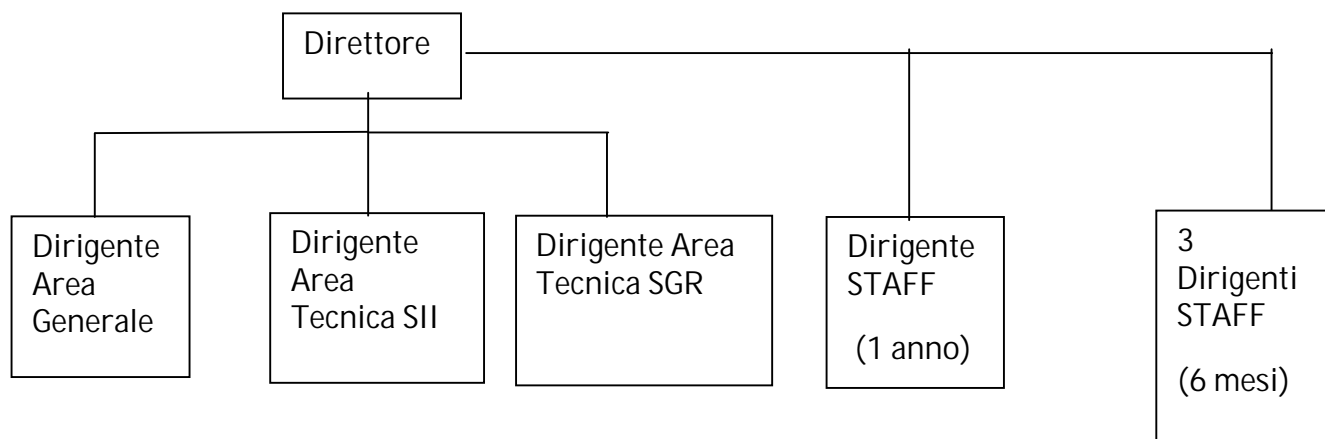 Direttore
Dirigente
Area
Generale
Dirigente
Area
Tecnica SII
Dirigente Area
Tecnica SGR
Dirigente
STAFF
(1 anno)
3
Dirigenti
STAFF
(6 mesi)